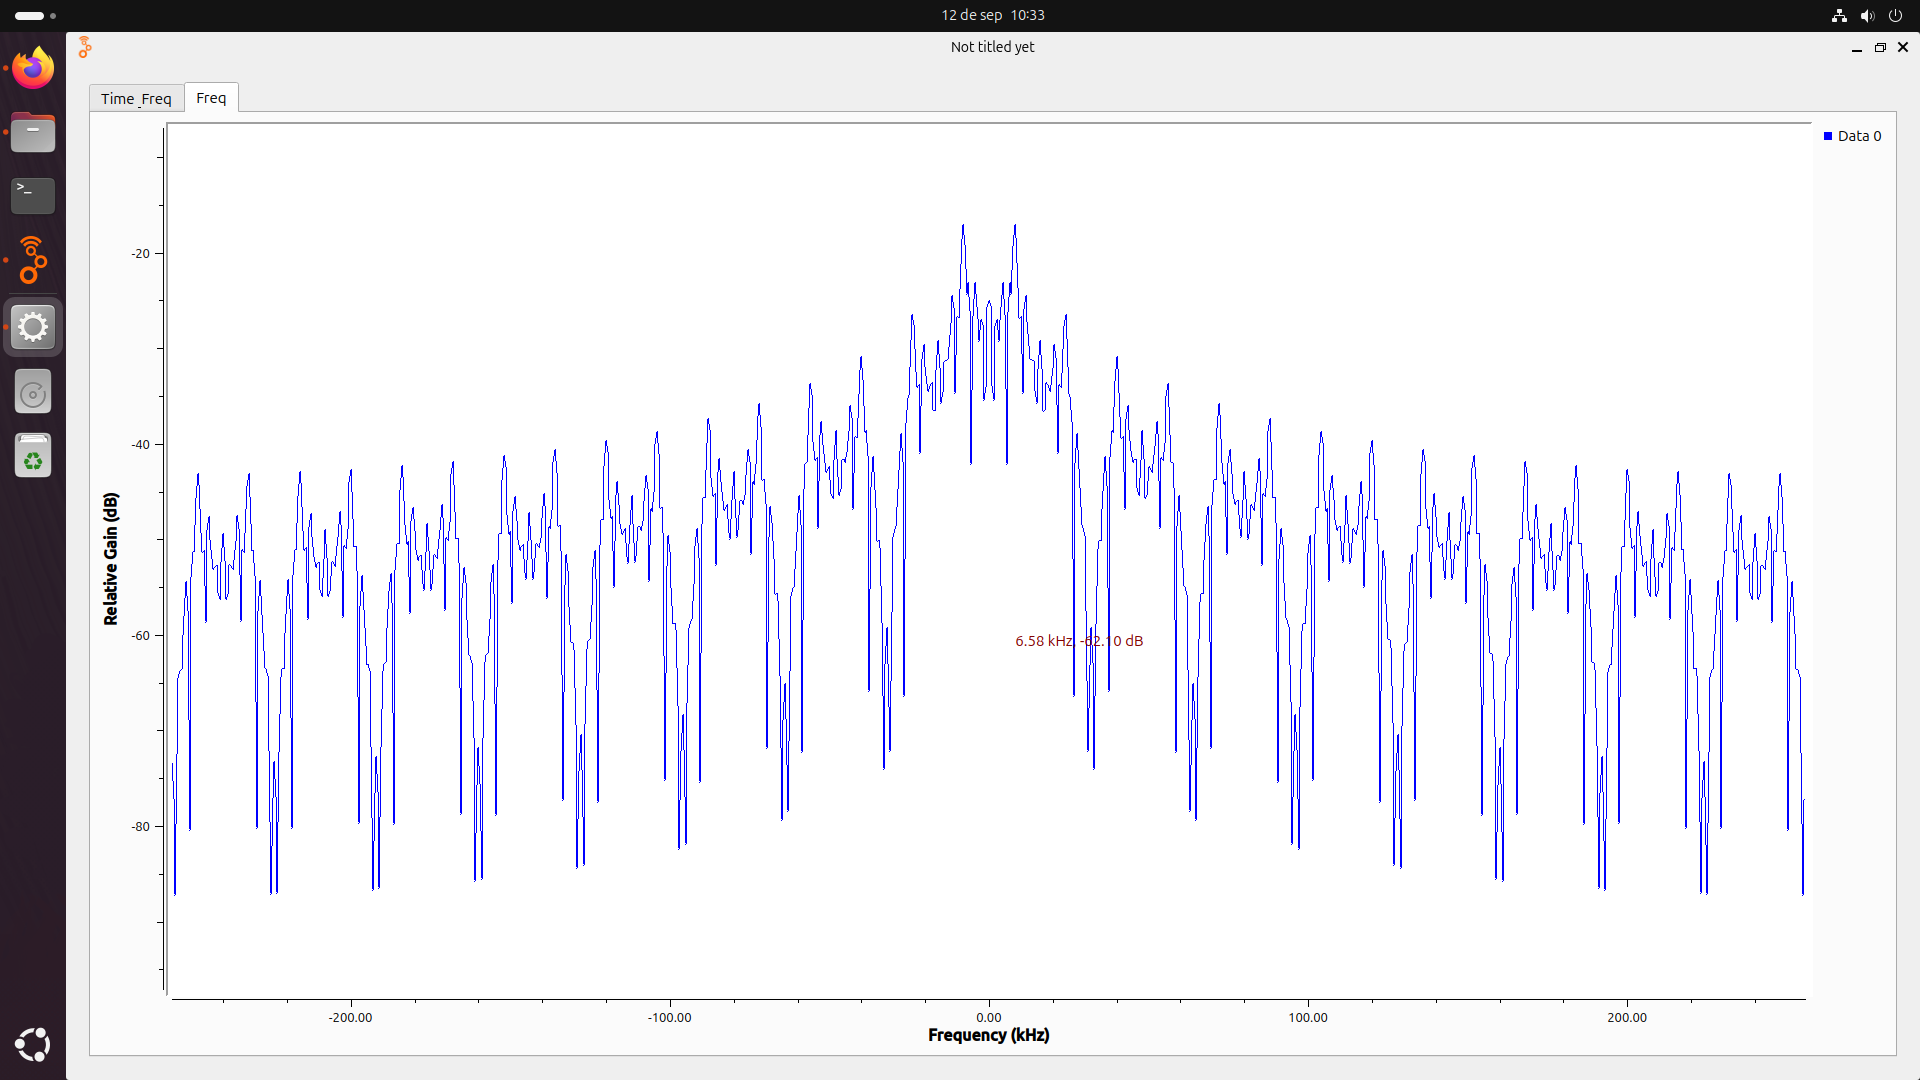 12 de sep 10:33
Not titled yet
Time_Freq
Freq
Data 0
-20
-40
-60
-80
Relative Gain (dB)
6.58 kHz, -62.10 dB
-200.00
-100.00
0.00
100.00
200.00
Frequency (kHz)
>_